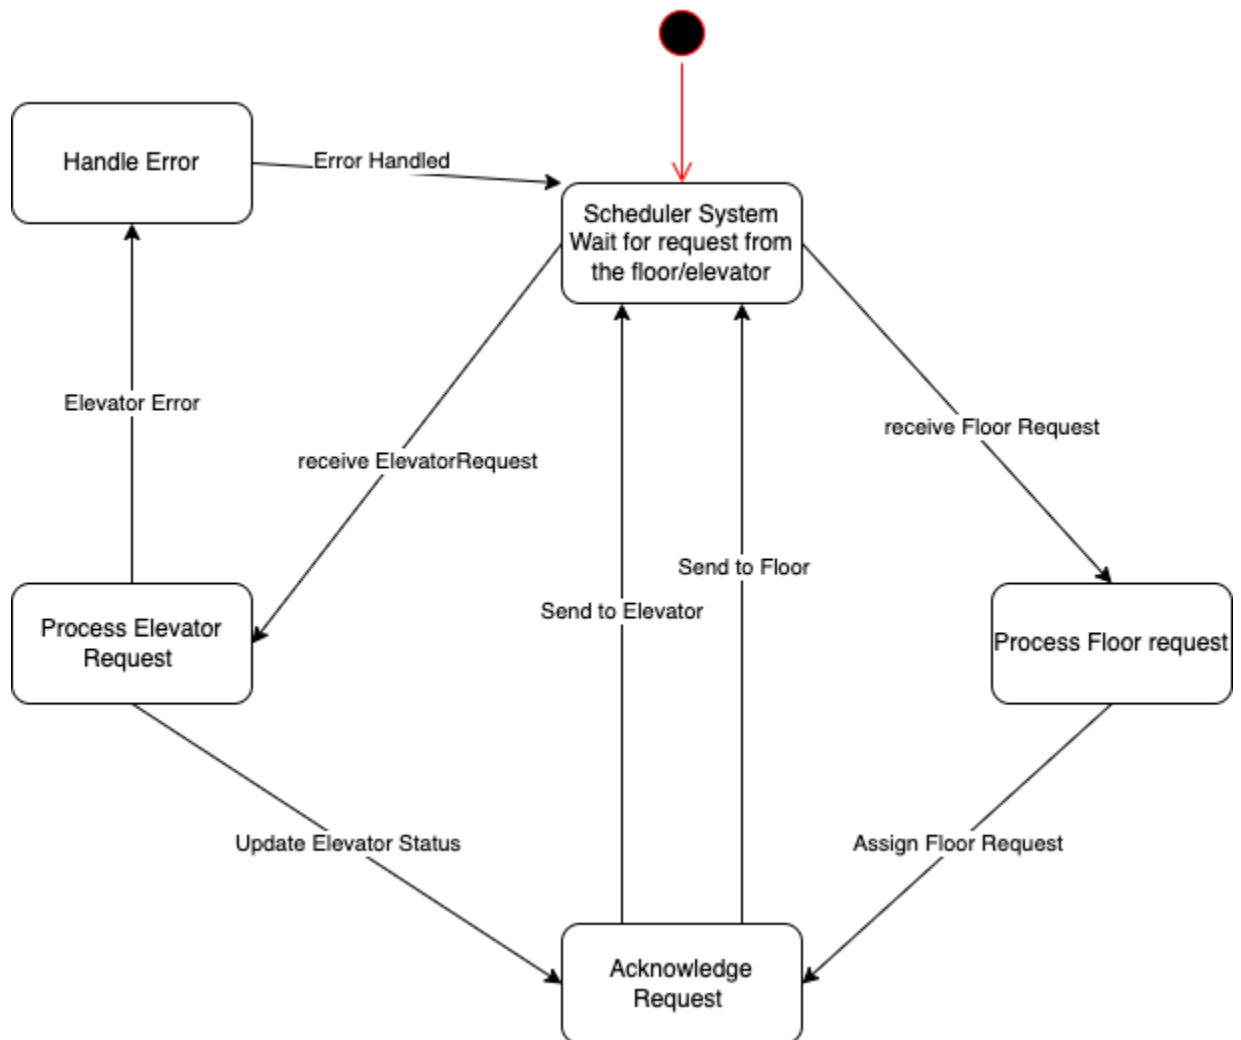 Handle Error
Error Handled
Scheduler System
Wait for request from
the floor/elevator
Elevator Error
receive Floor Request
receive ElevatorRequest
Send to Floor
Send to Elevator
Process Elevator
Request
Process Floor request
Update Elevator Status
Assign Floor Request
Acknowledge
Request